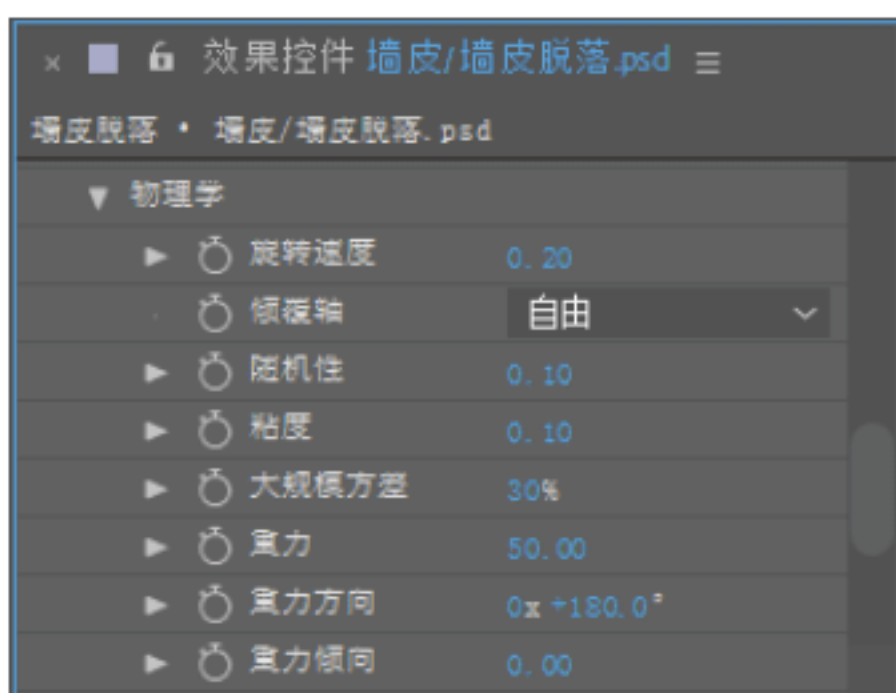 × 效果控件 墙皮/墙皮脱落.psd ≡
墙皮脱落 • 墙皮/墙皮脱落.psd
▼ 物理学
旋转速度 0.20
倾覆轴 自由
随机性 0.10
粘度 0.10
大规模方差 30%
重力 50.00
重力方向 0x +180.0°
重力倾向 0.00